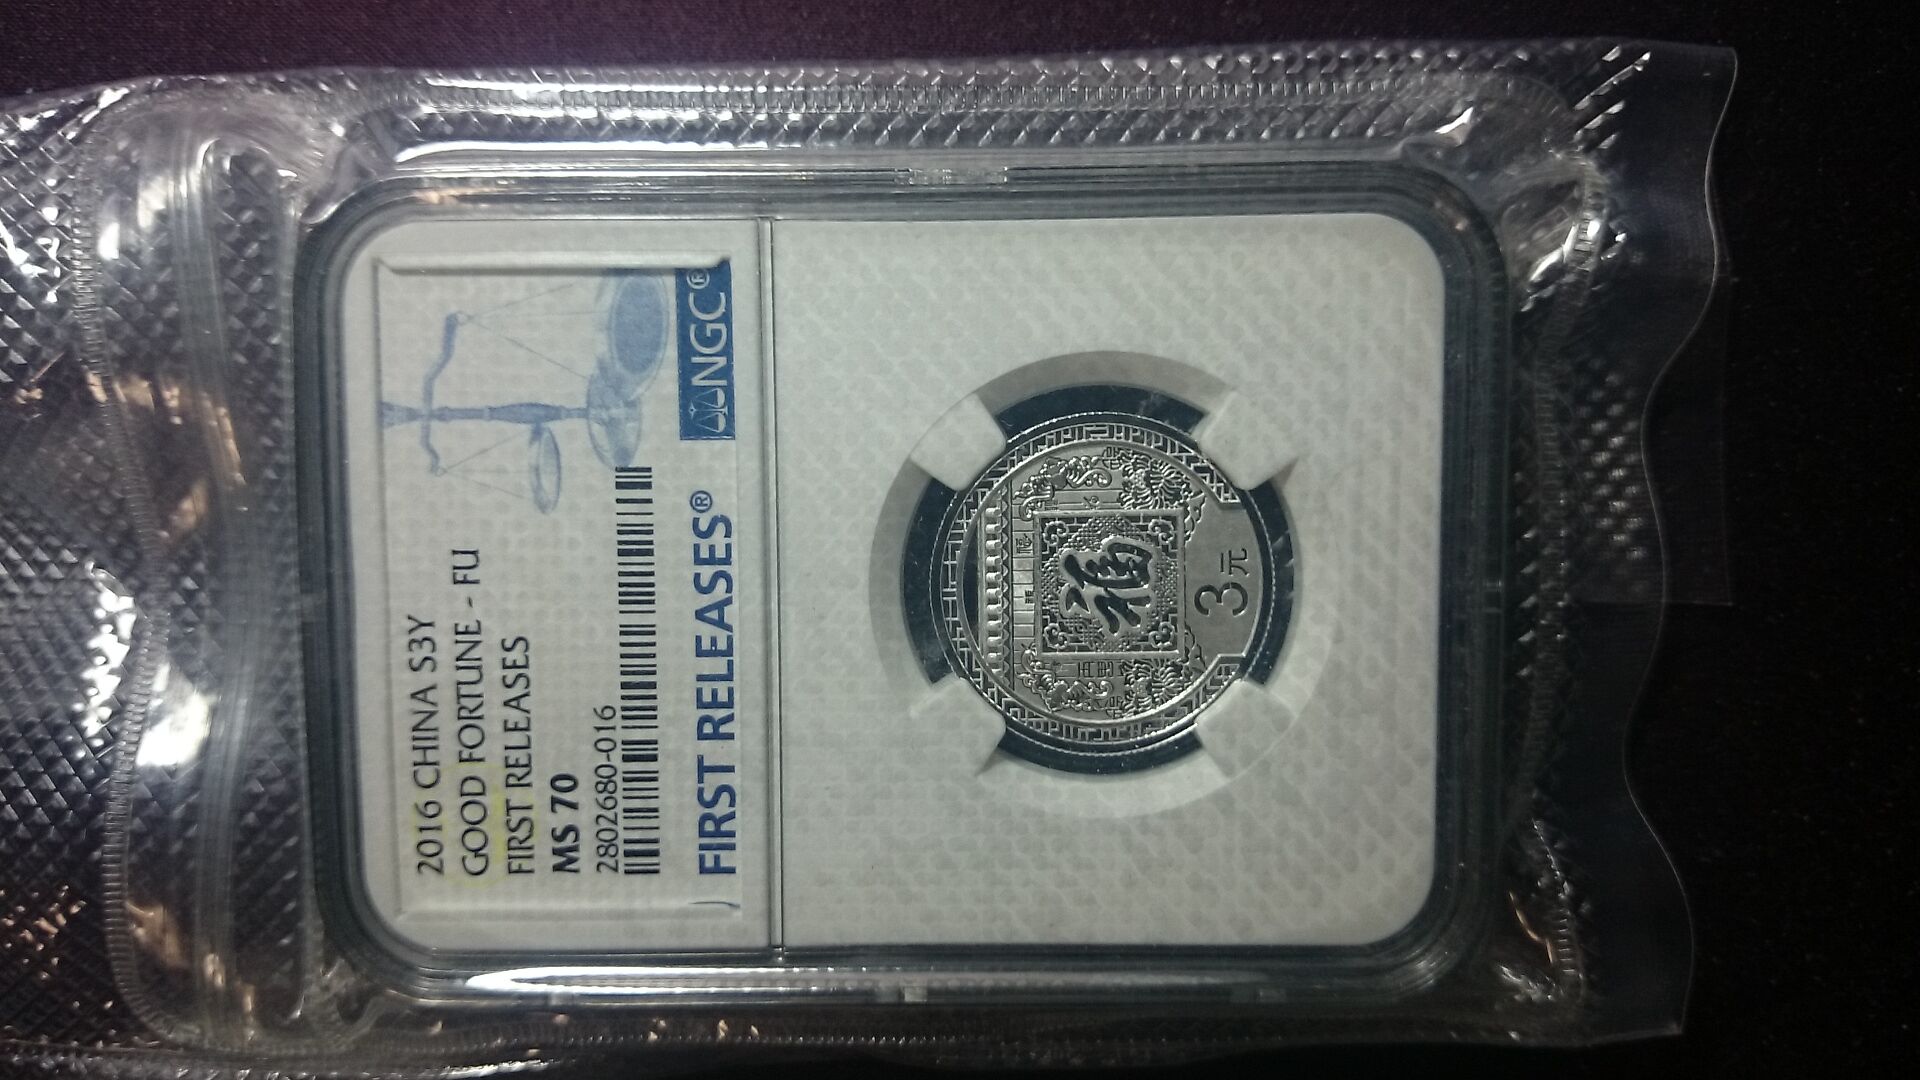 2016 CHINA S3Y
GOOD FORTUNE - FU
FIRST RELEASES
MS 70
2802680-016
FIRST RELEASES® NGC®
福
3元